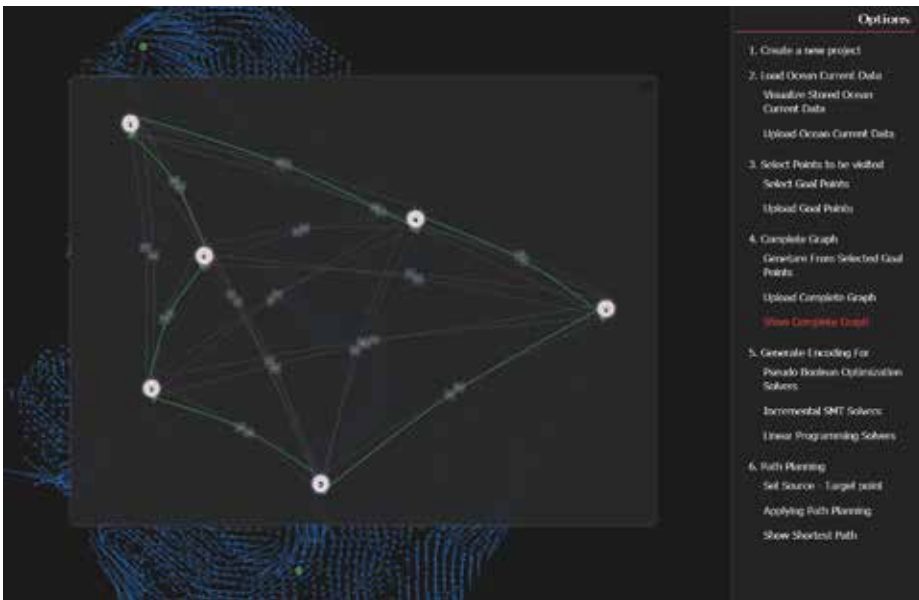 Options
1. Create a new project
2. Load Ocean Current Data
Visualize Stored Ocean
Current Data
Upload Ocean Current Data
3. Select Points to be visited
Select Goal Points
Upload Goal Points
4. Complete Graph
Genetare From Selected Goal
Points
Upload Complete Graph
Show Complete Graph
5. Generate Encoding For
Pseudo Boolean Optimization
Solvers
Incremental SMT Solvers
Linear Programming Solvers
6. Path Planning
Set Source - Target point
Applying Path Planning
Show Shortest Path